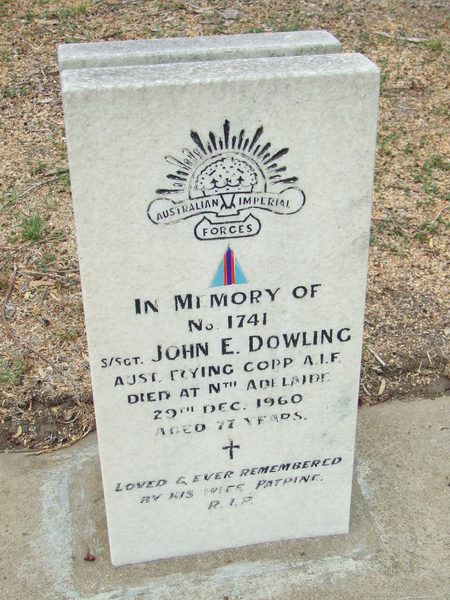 AUSTRALIAN IMPERIAL
FORCES
IN MEMORY OF
No. 1741
S/SGT. JOHN E. DOWLING
AUST. FLYING CORP A.I.F.
DIED AT NTH ADELAIDE
29TH DEC. 1960
AGED 77 YEARS.
LOVED & EVER REMEMBERED
BY HIS WIFE
R.I.P.